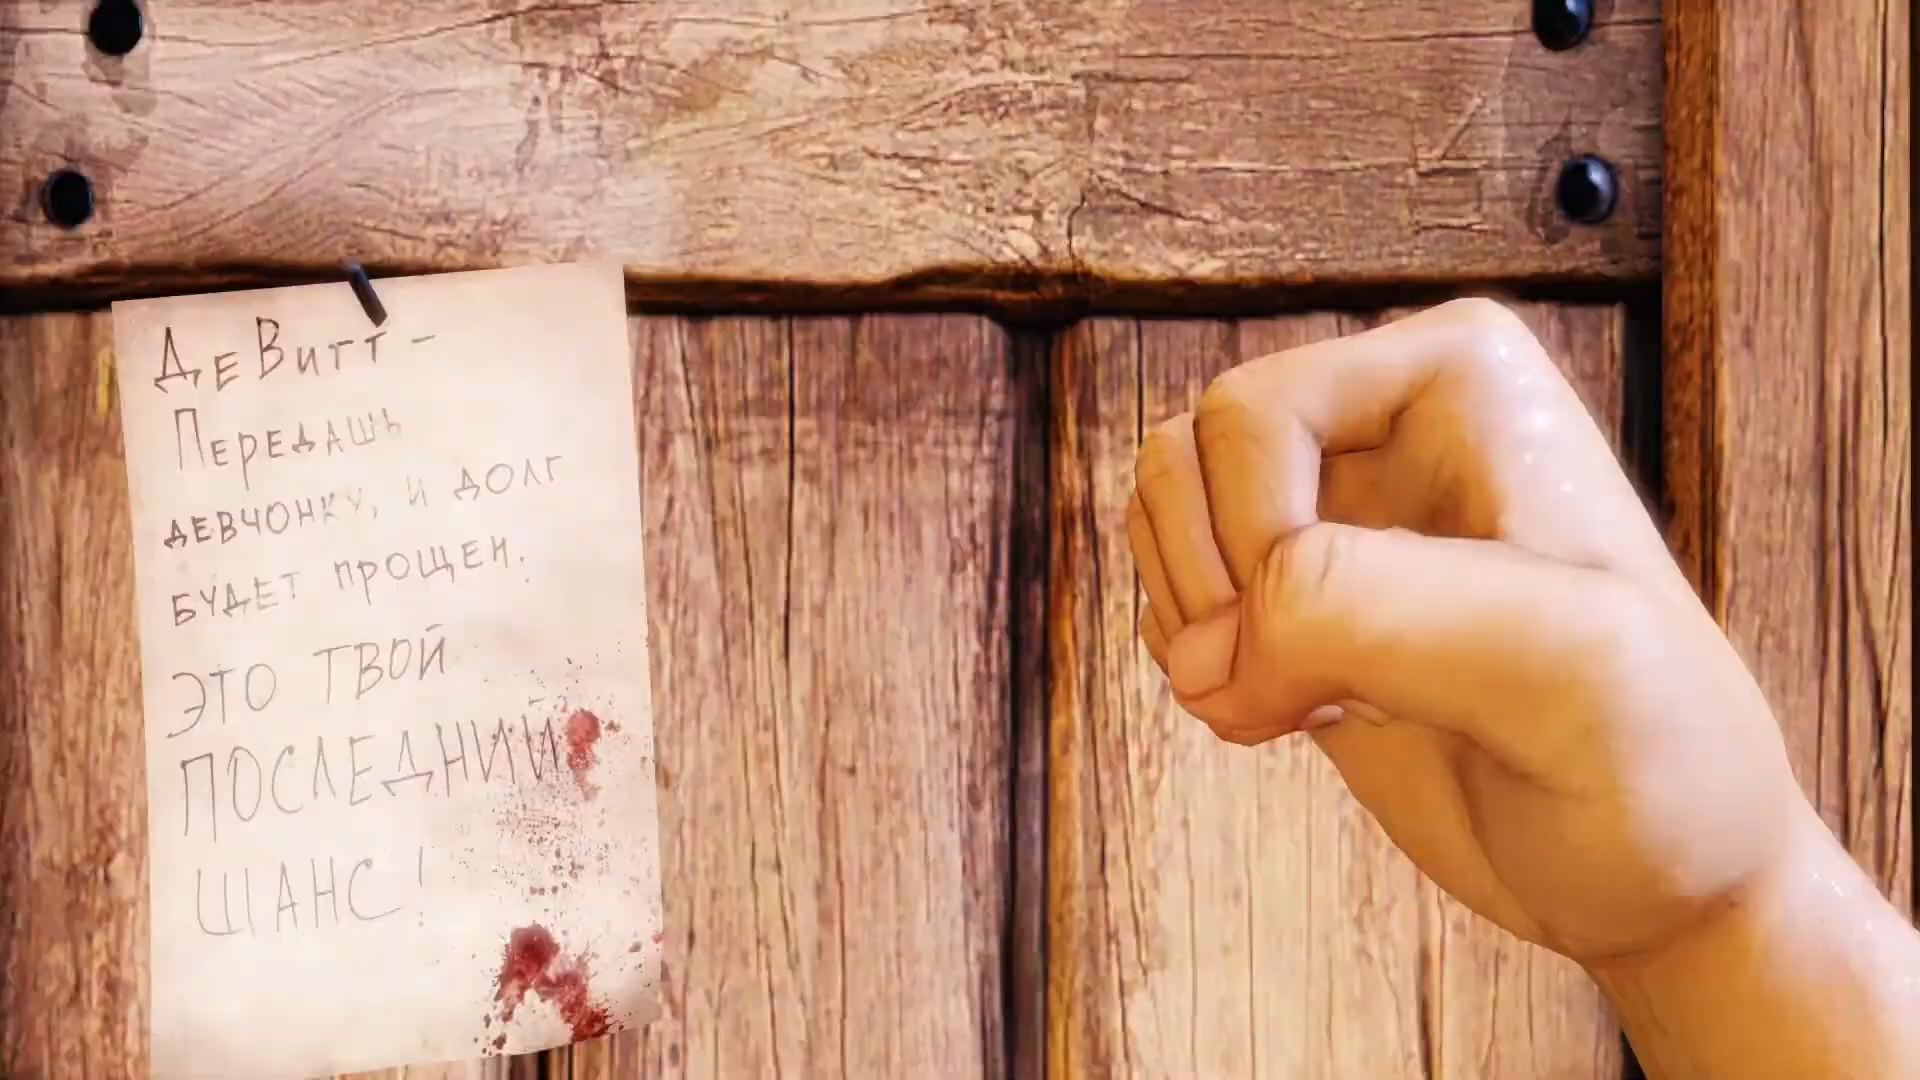 ДеВитт –
Передашь
девчонку, и долг
будет прощен.
ЭТО ТВОЙ
ПОСЛЕДНИЙ
ШАНС!